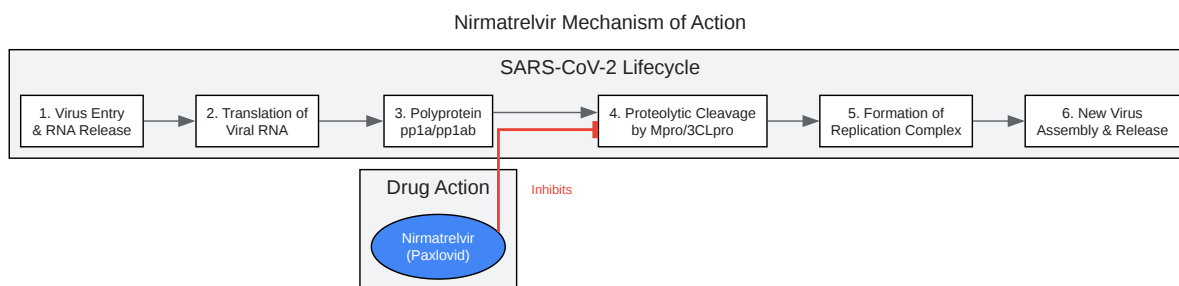 Nirmatrelvir Mechanism of Action
SARS-CoV-2 Lifecycle
1. Virus Entry
& RNA Release
2. Translation of
Viral RNA
3. Polyprotein
pp1a/pp1ab
4. Proteolytic Cleavage
by Mpro/3CLpro
5. Formation of
Replication Complex
6. New Virus
Assembly & Release
Drug Action
Inhibits
Nirmatrelvir
(Paxlovid)